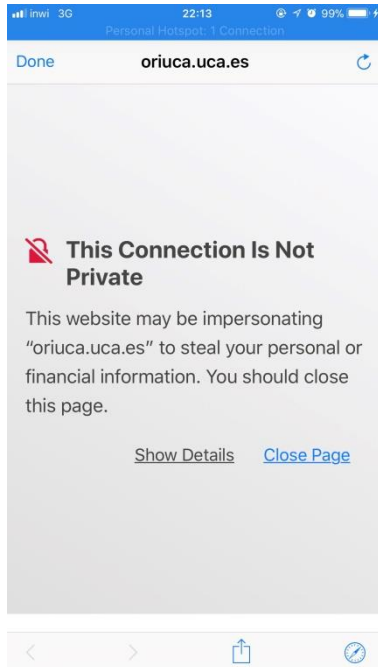 inwi 3G 22:13 99%
Personal Hotspot: 1 Connection
Done oriuca.uca.es
This Connection Is Not
Private
This website may be impersonating
“oriuca.uca.es” to steal your personal or
financial information. You should close
this page.
Show Details Close Page